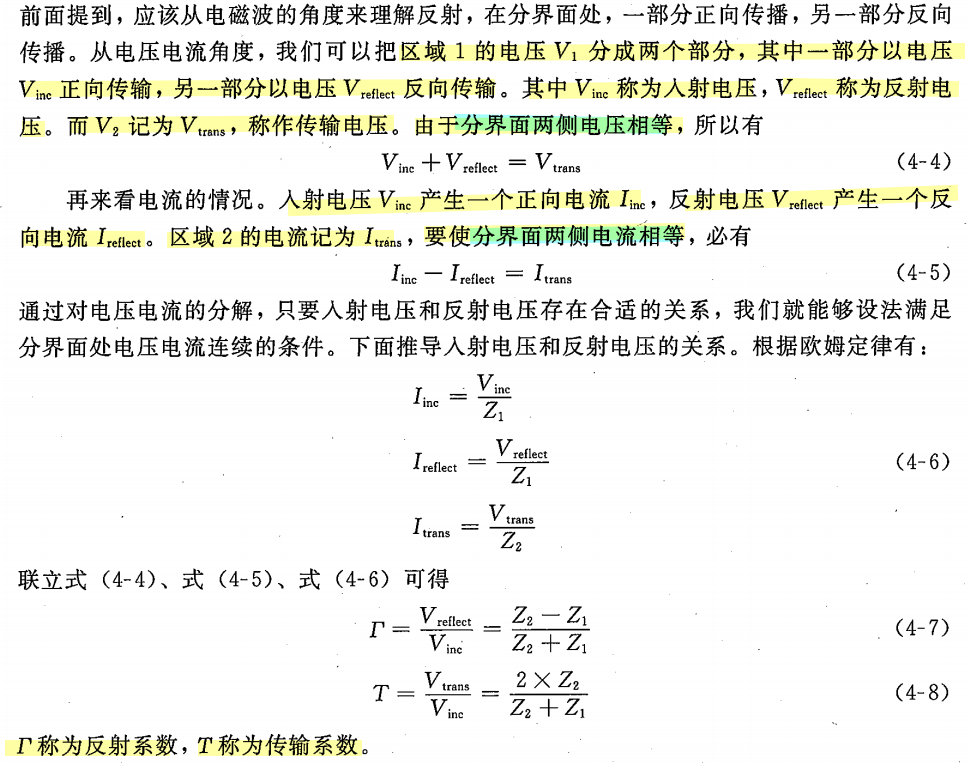 前面提到，应该从电磁波的角度来理解反射，在分界面处，一部分正向传播，另一部分反向
传播。从电压电流角度，我们可以把区域 1 的电压 V₁ 分成两个部分，其中一部分以电压
V_inc 正向传输，另一部分以电压 V_reflect 反向传输。其中 V_inc 称为入射电压，V_reflect 称为反射电
压。而 V₂ 记为 V_trans，称作传输电压。由于分界面两侧电压相等，所以有
V_inc + V_reflect = V_trans (4-4)
再来看电流的情况。入射电压 V_inc 产生一个正向电流 I_inc，反射电压 V_reflect 产生一个反
向电流 I_reflect。区域 2 的电流记为 I_trans，要使分界面两侧电流相等，必有
I_inc − I_reflect = I_trans (4-5)
通过对电压电流的分解，只要入射电压和反射电压存在合适的关系，我们就能够设法满足
分界面处电压电流连续的条件。下面推导入射电压和反射电压的关系。根据欧姆定律有：
I_inc = V_inc / Z₁
I_reflect = V_reflect / Z₁ (4-6)
I_trans = V_trans / Z₂
联立式（4-4）、式（4-5）、式（4-6）可得
Γ = V_reflect / V_inc = (Z₂ − Z₁) / (Z₂ + Z₁) (4-7)
T = V_trans / V_inc = (2 × Z₂) / (Z₂ + Z₁) (4-8)
Γ称为反射系数，T 称为传输系数。